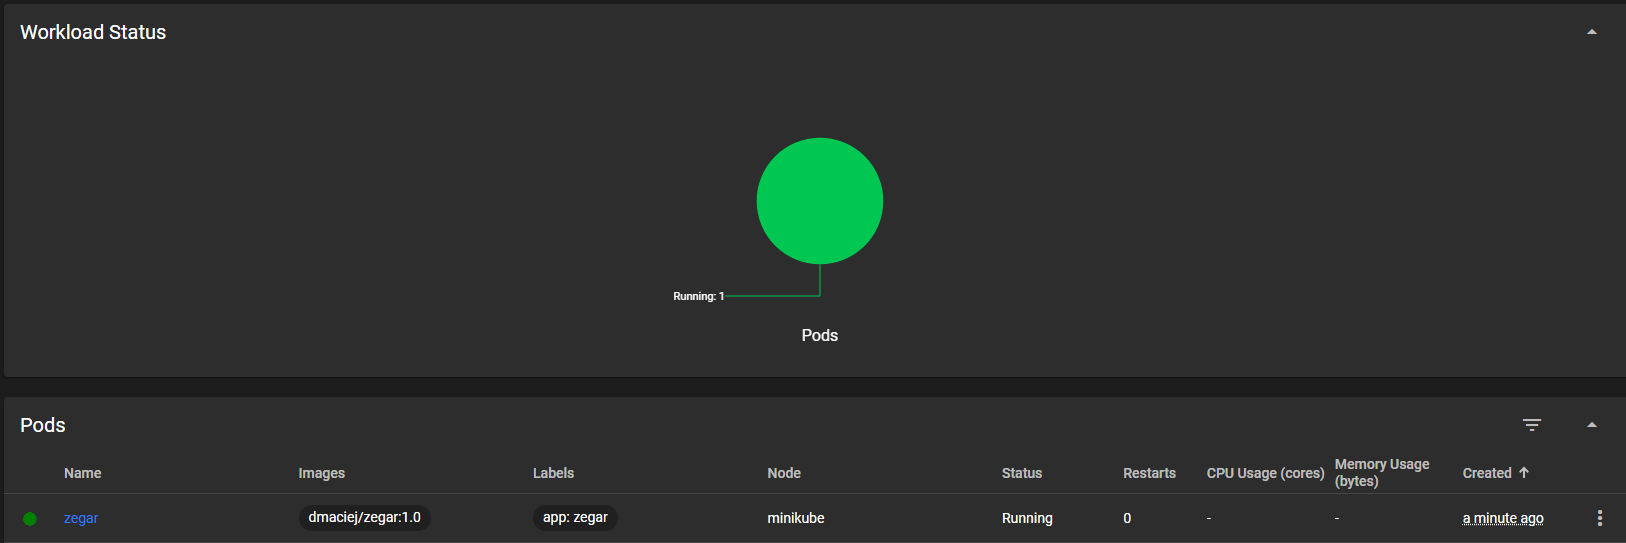 Workload Status
Running: 1
Pods
Pods
Name Images Labels Node Status Restarts CPU Usage (cores) Memory Usage (bytes) Created
zegar dmaciej/zegar:1.0 app: zegar minikube Running 0 - - a minute ago